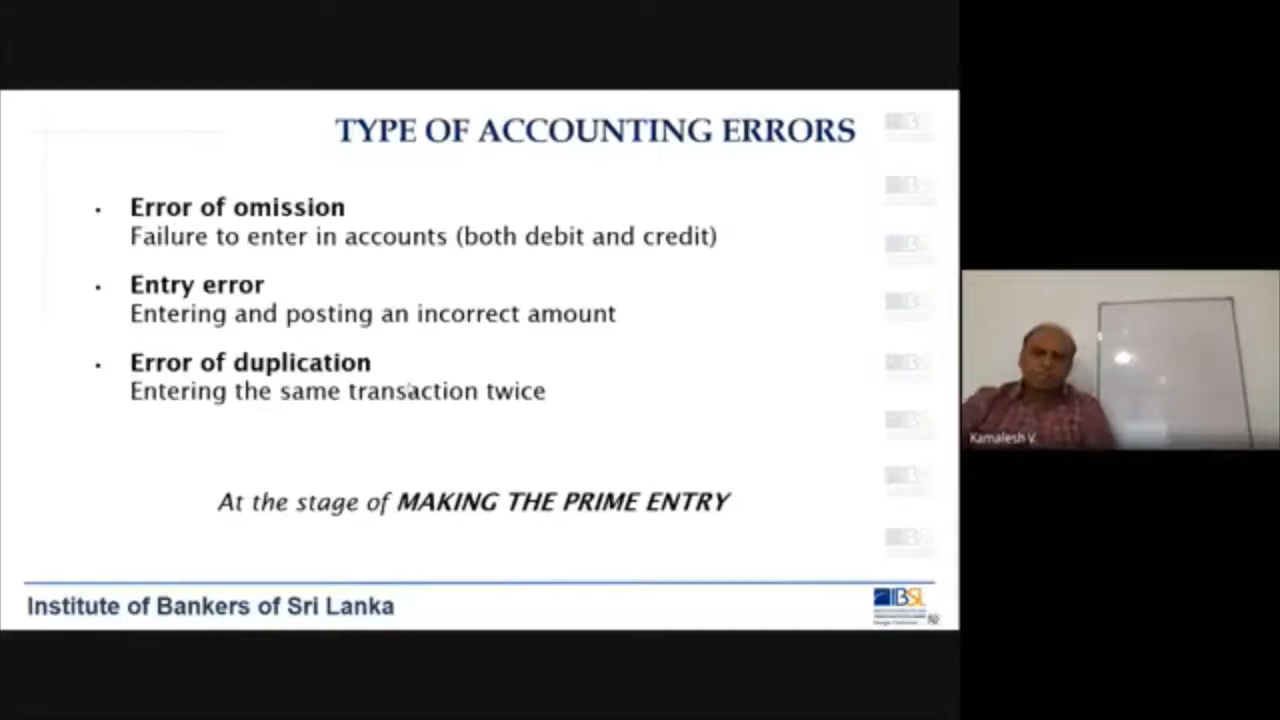 TYPE OF ACCOUNTING ERRORS
• Error of omission
Failure to enter in accounts (both debit and credit)
• Entry error
Entering and posting an incorrect amount
• Error of duplication
Entering the same transaction twice
At the stage of MAKING THE PRIME ENTRY
Institute of Bankers of Sri Lanka
IBSL
Kamalesh V.